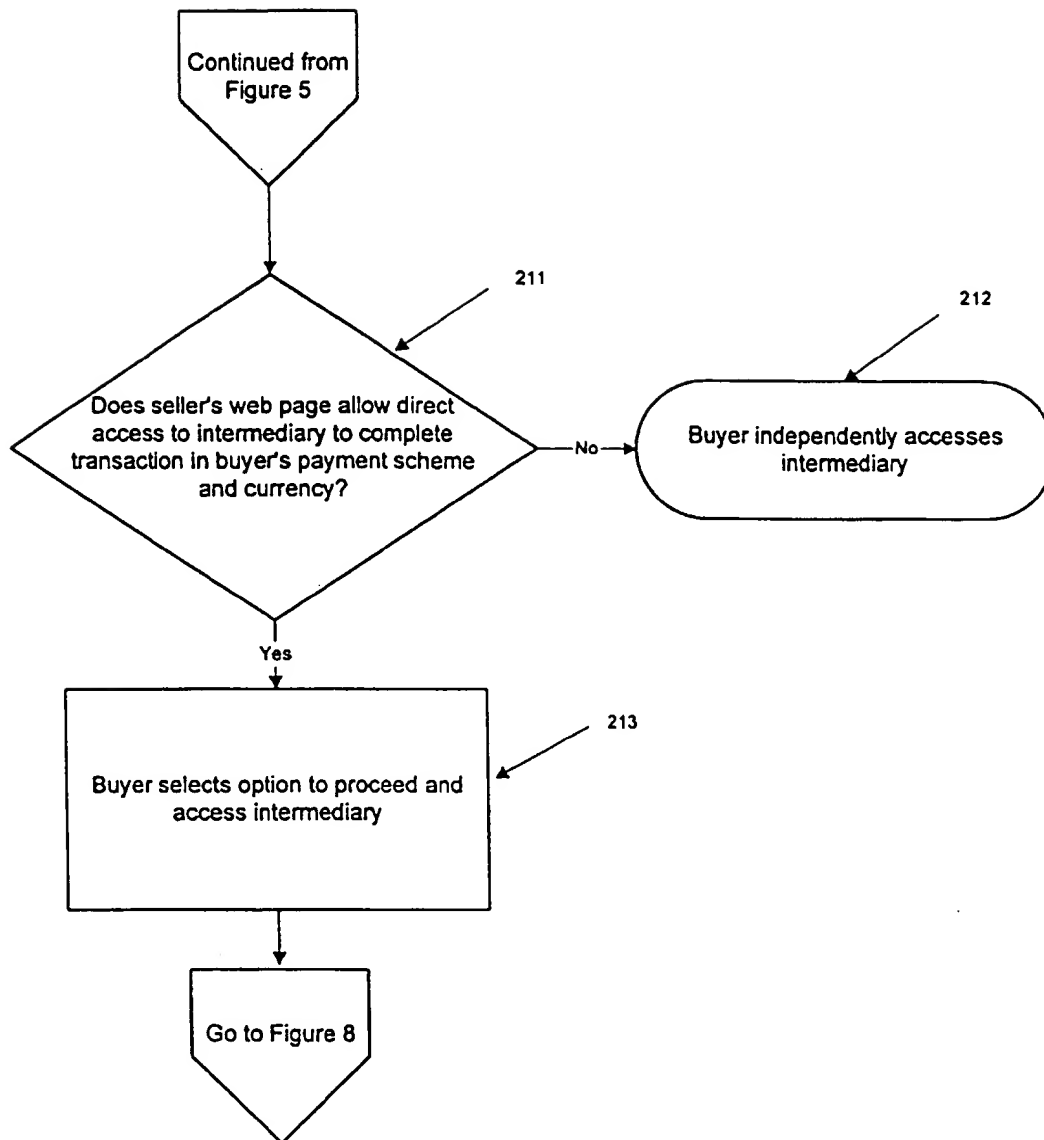 Continued from
Figure 5
211
Does seller's web page allow direct
access to intermediary to complete
transaction in buyer's payment scheme
and currency?
No
212
Buyer independently accesses
intermediary
Yes
213
Buyer selects option to proceed and
access intermediary
Go to Figure 8